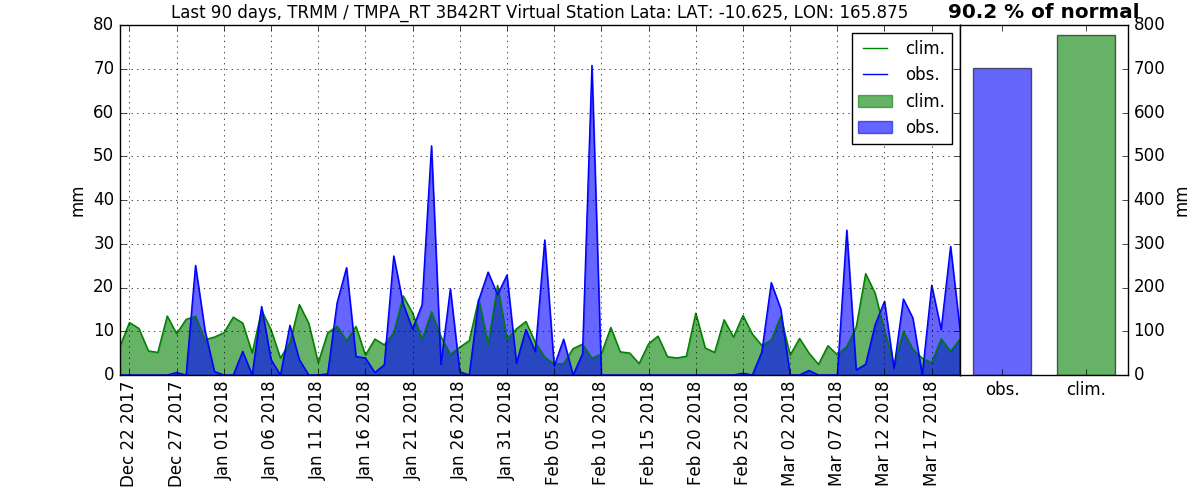 Last 90 days, TRMM / TMPA_RT 3B42RT Virtual Station Lata: LAT: -10.625, LON: 165.875
90.2 % of normal
80
70
60
50
40
30
20
10
0
mm
clim.
obs.
clim.
obs.
800
700
600
500
400
300
200
100
0
mm
obs.
clim.
Dec 22 2017
Dec 27 2017
Jan 01 2018
Jan 06 2018
Jan 11 2018
Jan 16 2018
Jan 21 2018
Jan 26 2018
Jan 31 2018
Feb 05 2018
Feb 10 2018
Feb 15 2018
Feb 20 2018
Feb 25 2018
Mar 02 2018
Mar 07 2018
Mar 12 2018
Mar 17 2018